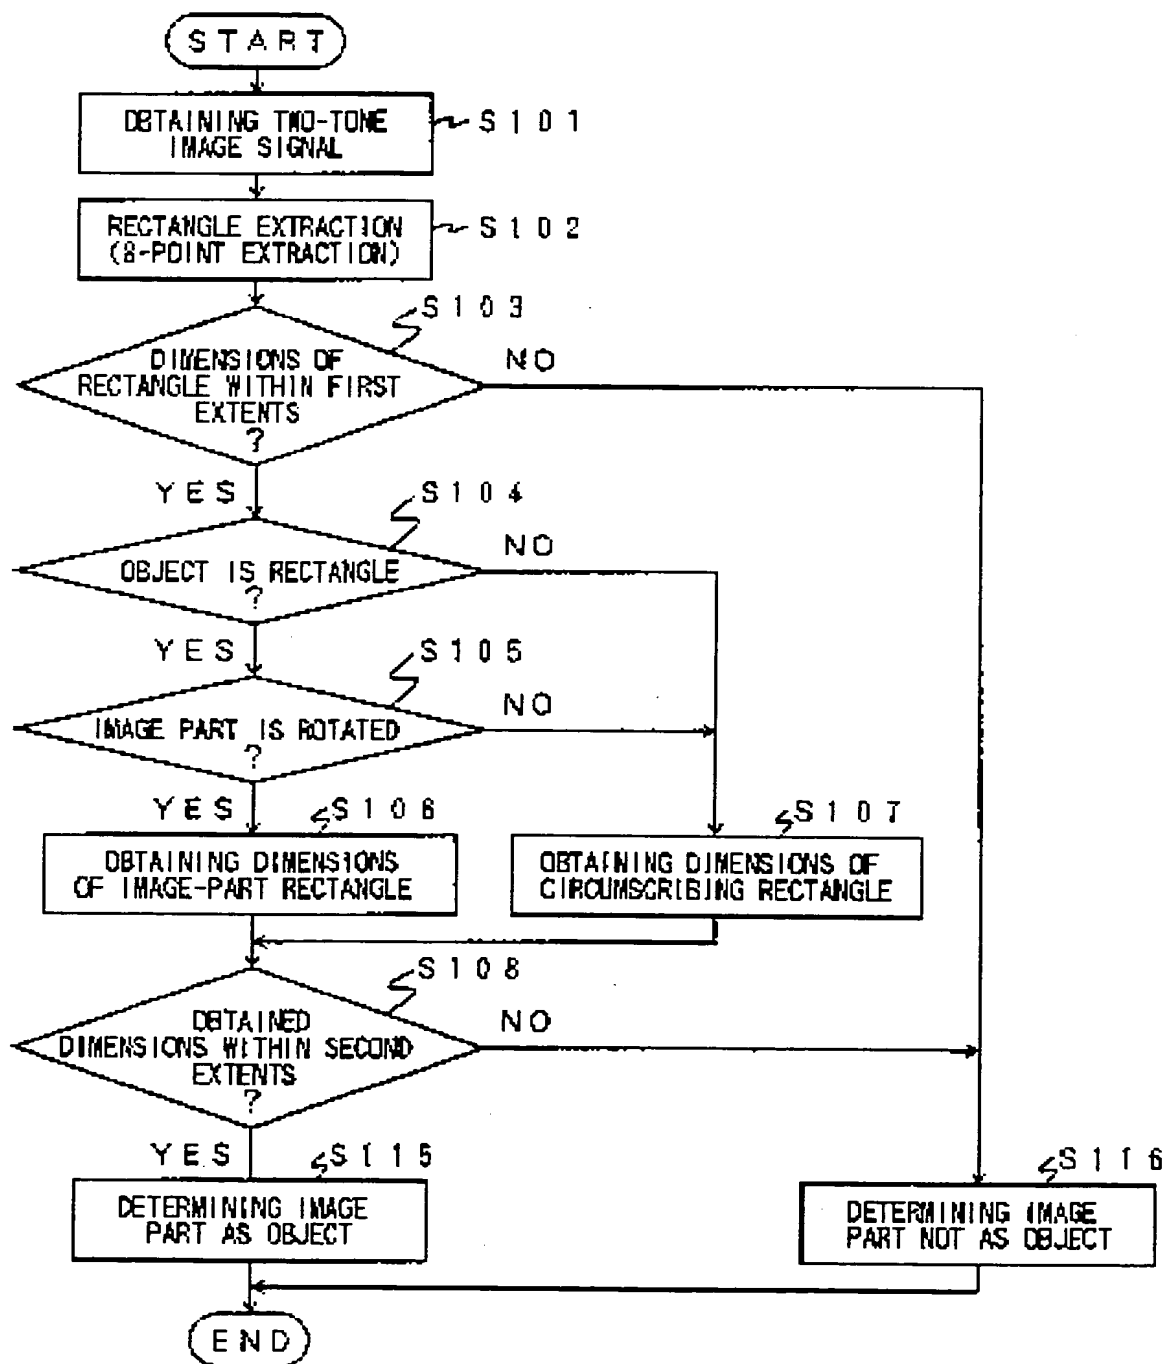 START
OBTAINING TWO-TONE
IMAGE SIGNAL
S101
RECTANGLE EXTRACTION
(8-POINT EXTRACTION)
S102
S103
DIMENSIONS OF
RECTANGLE WITHIN FIRST
EXTENTS
?
NO
YES
S104
OBJECT IS RECTANGLE
?
NO
YES
S105
IMAGE PART IS ROTATED
?
NO
YES
S106
OBTAINING DIMENSIONS
OF IMAGE-PART RECTANGLE
S107
OBTAINING DIMENSIONS OF
CIRCUMSCRIBING RECTANGLE
S108
OBTAINED
DIMENSIONS WITHIN SECOND
EXTENTS
?
NO
YES
S115
DETERMINING IMAGE
PART AS OBJECT
S116
DETERMINING IMAGE
PART NOT AS OBJECT
END